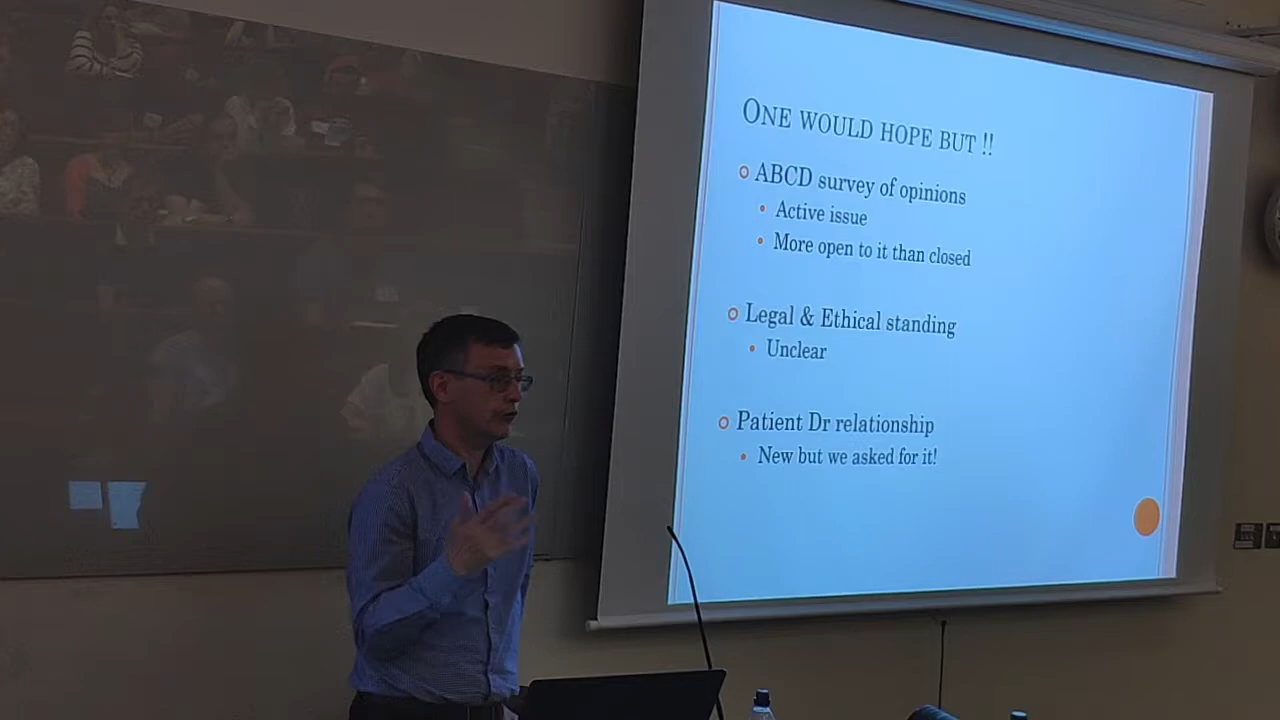 ONE WOULD HOPE BUT !!
ABCD survey of opinions
Active issue
More open to it than closed
Legal & Ethical standing
Unclear
Patient Dr relationship
New but we asked for it!